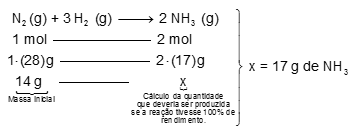 N₂(g) + 3 H₂ (g) ⟶ 2 NH₃ (g)
1 mol 2 mol
1·(28)g 2·(17)g
14 g x
Massa inicial
Cálculo da quantidade
que deveria ser produzida
se a reação tivesse 100% de
rendimento.
x = 17 g de NH₃